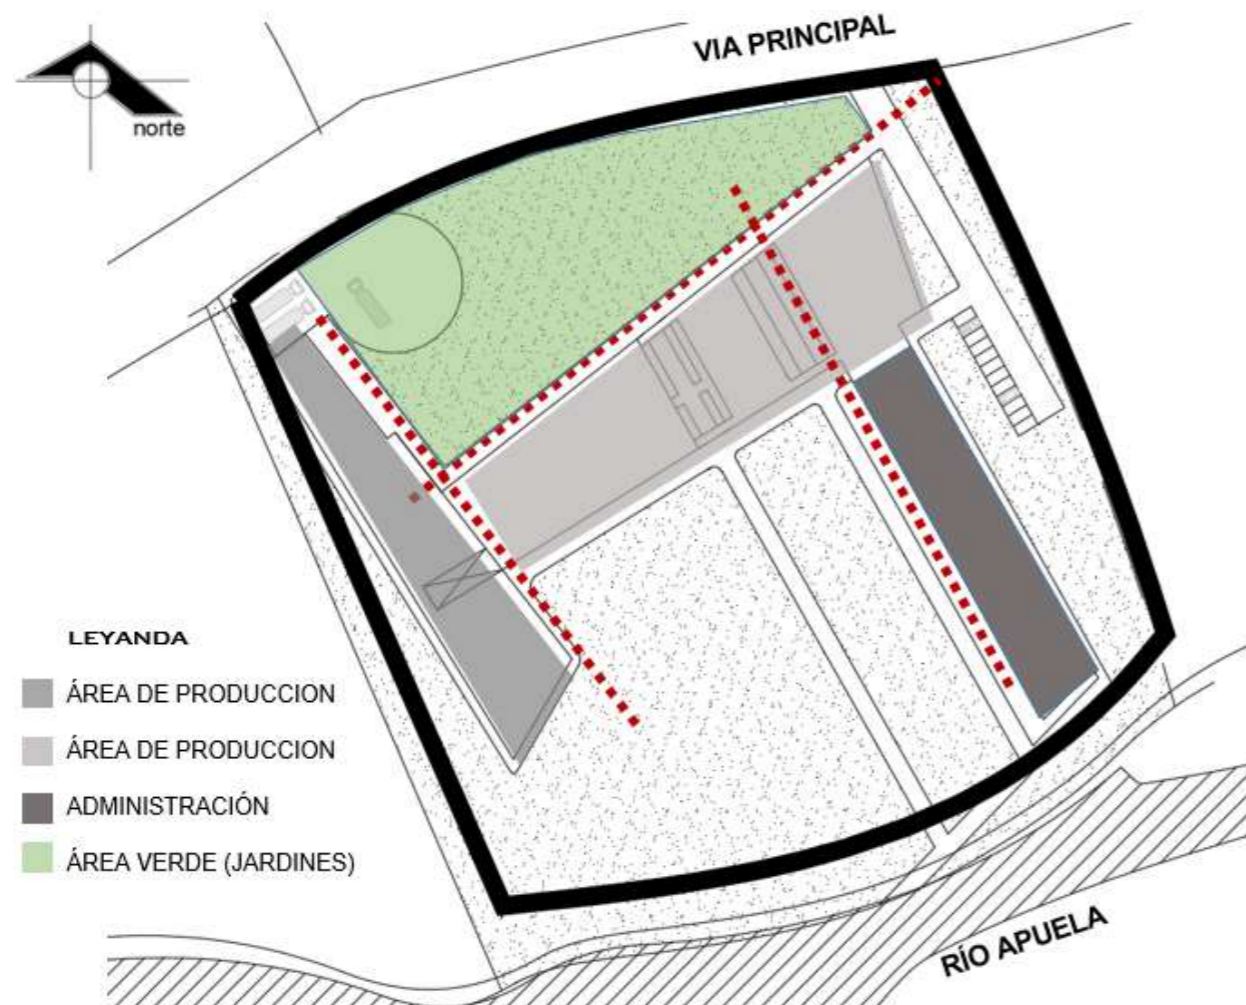 VIA PRINCIPAL
norte
LEYANDA
ÁREA DE PRODUCCION
ÁREA DE PRODUCCION
ADMINISTRACIÓN
ÁREA VERDE (JARDINES)
RÍO APUELA